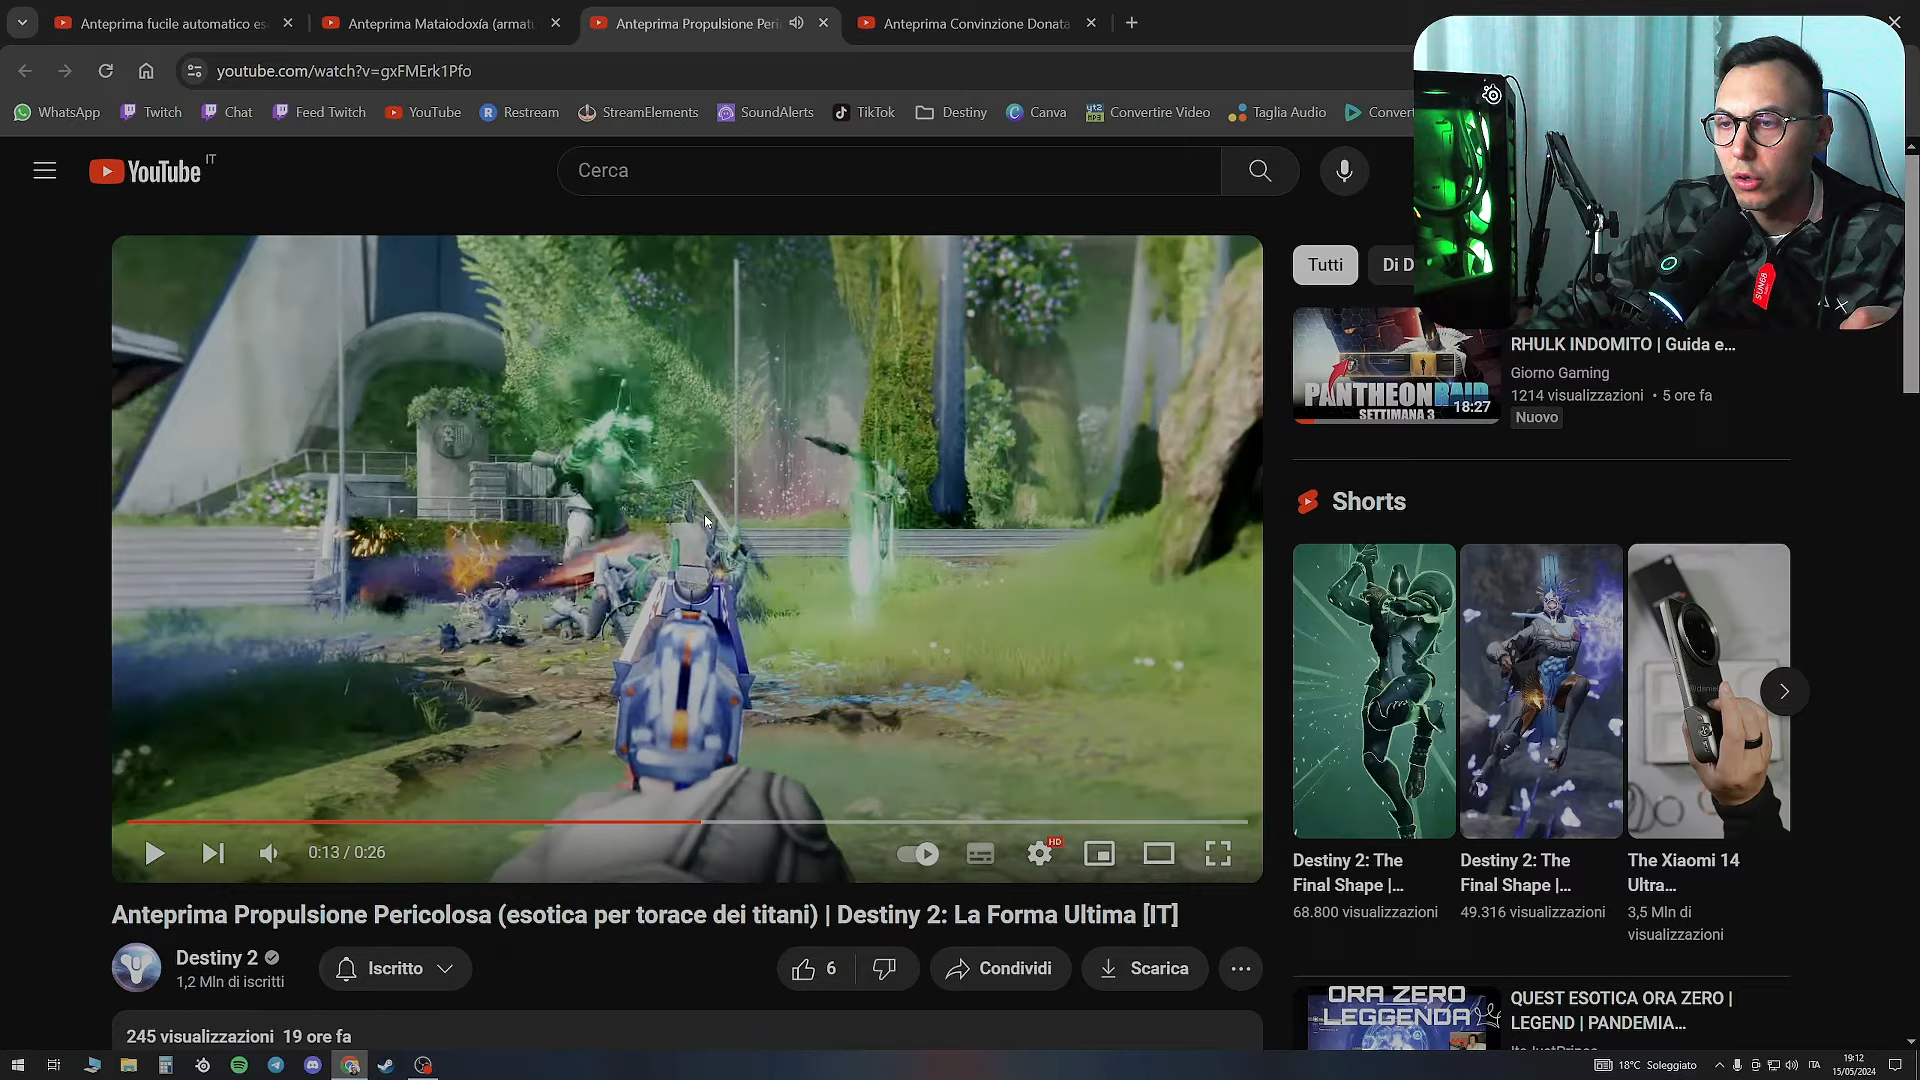 Anteprima fucile automatico es
Anteprima Mataiodoxía (armatu
Anteprima Propulsione Peri
Anteprima Convinzione Donata
youtube.com/watch?v=gxFMErk1Pfo
WhatsApp
Twitch
Chat
Feed Twitch
YouTube
Restream
StreamElements
SoundAlerts
TikTok
Destiny
Canva
Convertire Video
Taglia Audio
Convert
YouTube IT
Cerca
Tutti
Di D
PANTHEON RAID
SETTIMANA 3
18:27
RHULK INDOMITO | Guida e...
Giorno Gaming
1214 visualizzazioni • 5 ore fa
Nuovo
Shorts
Destiny 2: The
Final Shape |...
68.800 visualizzazioni
Destiny 2: The
Final Shape |...
49.316 visualizzazioni
The Xiaomi 14
Ultra...
3,5 Mln di
visualizzazioni
0:13 / 0:26
HD
Anteprima Propulsione Pericolosa (esotica per torace dei titani) | Destiny 2: La Forma Ultima [IT]
Destiny 2
1,2 Mln di iscritti
Iscritto
6
Condividi
Scarica
245 visualizzazioni 19 ore fa
ORA ZERO
LEGGENDA
QUEST ESOTICA ORA ZERO |
LEGEND | PANDEMIA...
18°C Soleggiato
ITA
19:12
15/05/2024
SUN68